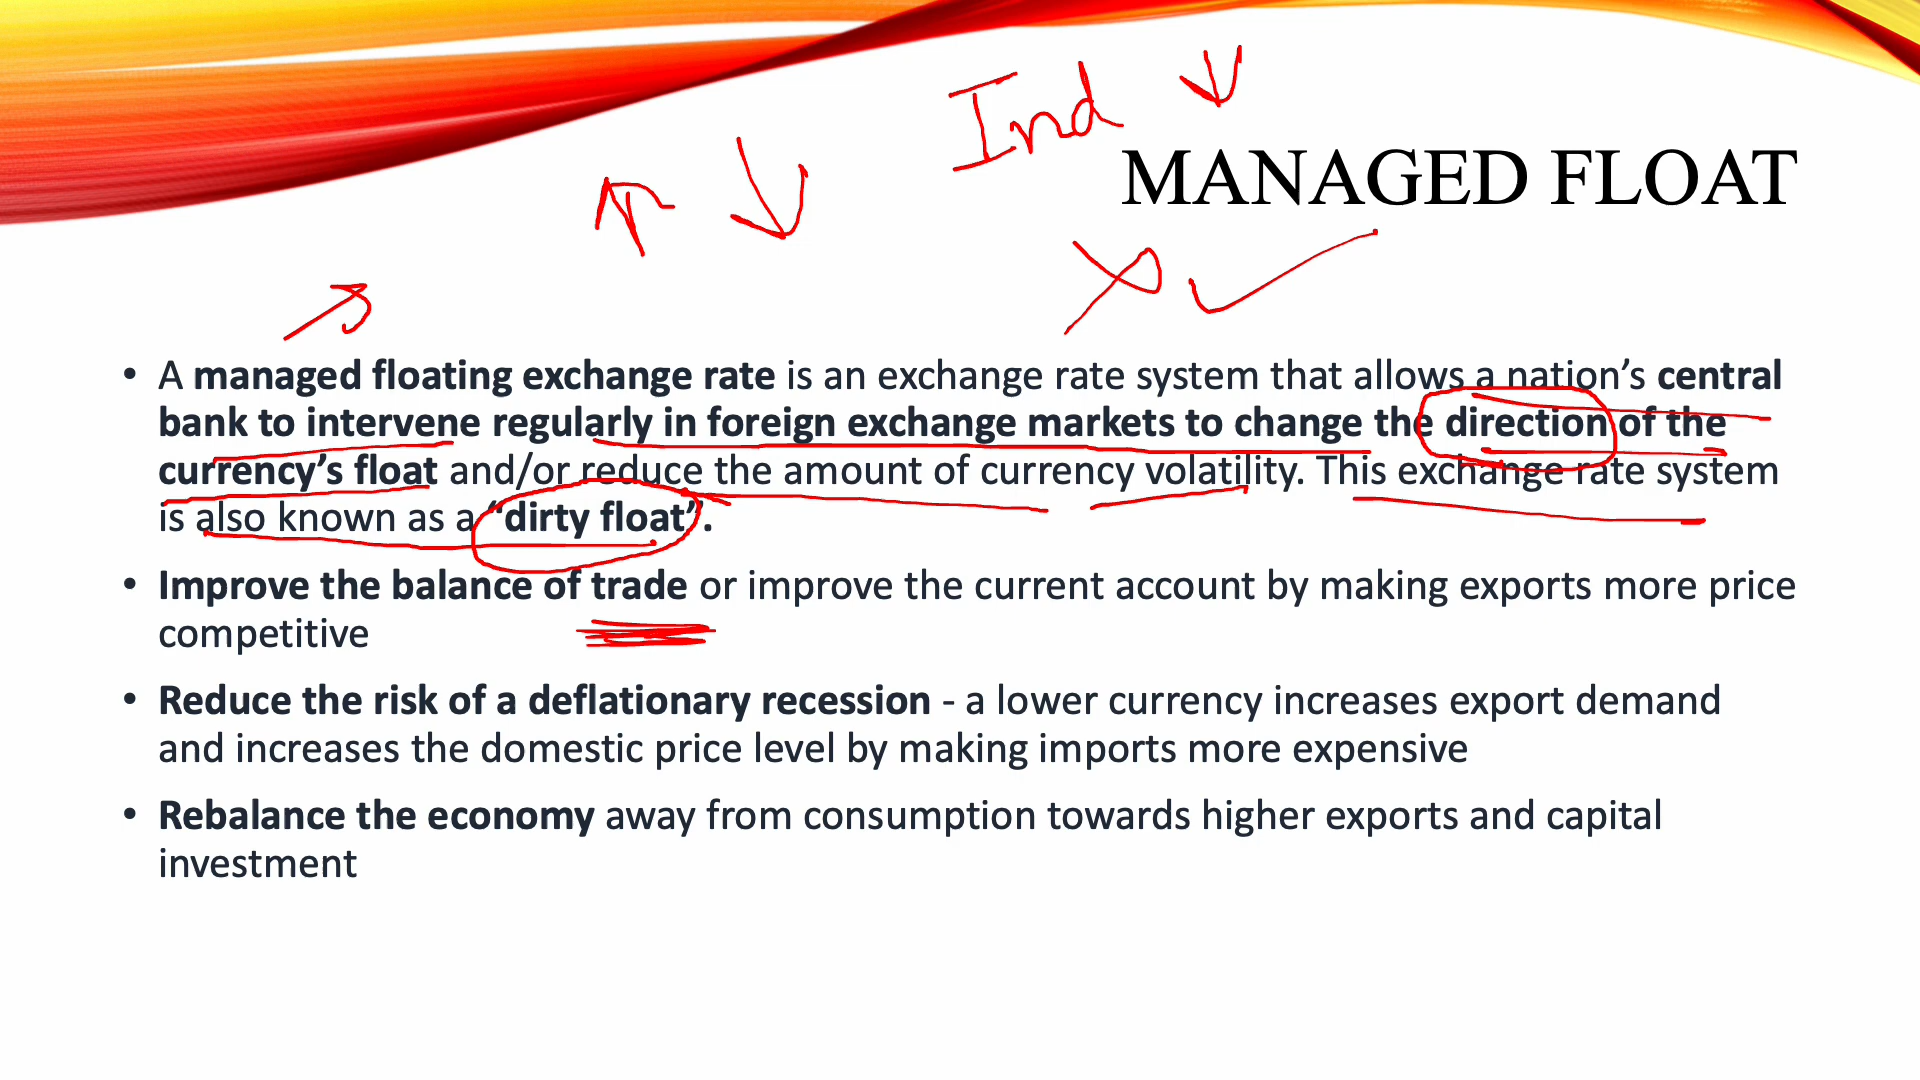 Ind
MANAGED FLOAT
• A managed floating exchange rate is an exchange rate system that allows a nation’s central
bank to intervene regularly in foreign exchange markets to change the direction of the
currency’s float and/or reduce the amount of currency volatility. This exchange rate system
is also known as a “dirty float”.
• Improve the balance of trade or improve the current account by making exports more price
competitive
• Reduce the risk of a deflationary recession - a lower currency increases export demand
and increases the domestic price level by making imports more expensive
• Rebalance the economy away from consumption towards higher exports and capital
investment